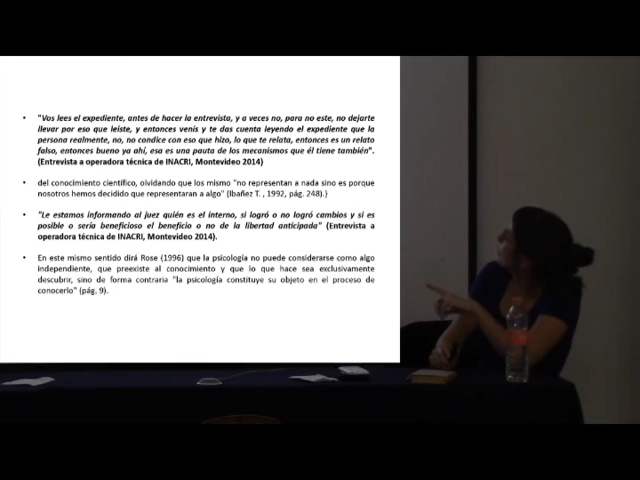 • "Vos lees el expediente, antes de hacer la entrevista, y a veces no, para no este, no dejarte
llevar por eso que leiste, y entonces venis y te das cuenta leyendo el expediente que la
persona realmente, no, no condice con eso que hizo, lo que te relata, entonces es un relato
falso, entonces bueno ya ahí, esa es una pauta de los mecanismos que él tiene también".
(Entrevista a operadora técnica de INACRI, Montevideo 2014)
• del conocimiento científico, olvidando que los mismo "no representan a nada sino es porque
nosotros hemos decidido que representaran a algo" (Ibañez T. , 1992, pág. 248).}
• "Le estamos informando al juez quién es el interno, si logró o no logró cambios y si es
posible o sería beneficioso el beneficio o no de la libertad anticipada" (Entrevista a
operadora técnica de INACRI, Montevideo 2014).
• En este mismo sentido dirá Rose (1996) que la psicología no puede considerarse como algo
independiente, que preexiste al conocimiento y que lo que hace sea exclusivamente
descubrir, sino de forma contraria "la psicología constituye su objeto en el proceso de
conocerlo" (pág. 9).